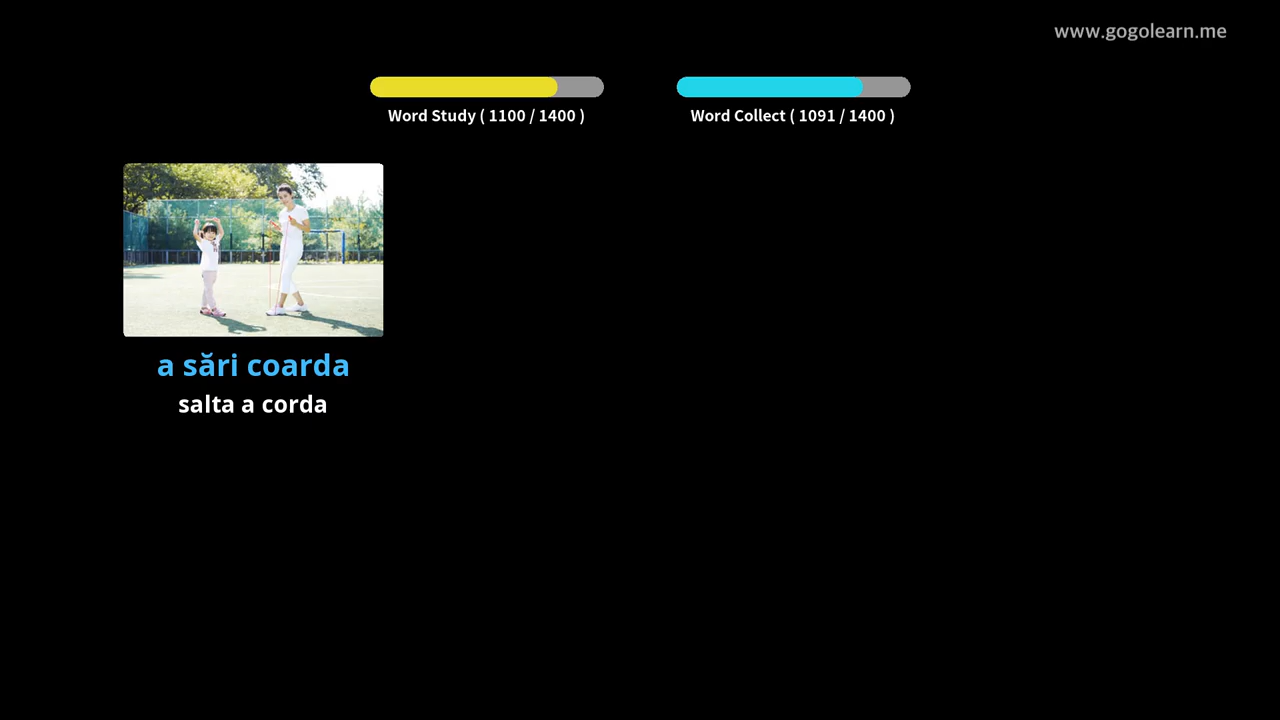 www.gogolearn.me
Word Study ( 1100 / 1400 )
Word Collect ( 1091 / 1400 )
a sări coarda
salta a corda